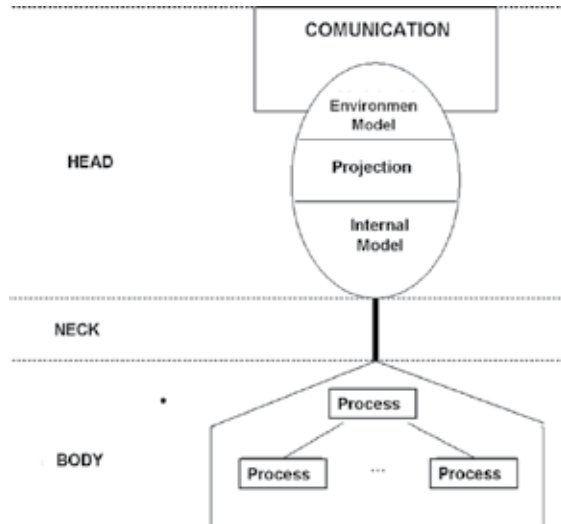 COMUNICATION
Environmen
Model
HEAD
Projection
Internal
Model
NECK
Process
BODY
Process
...
Process